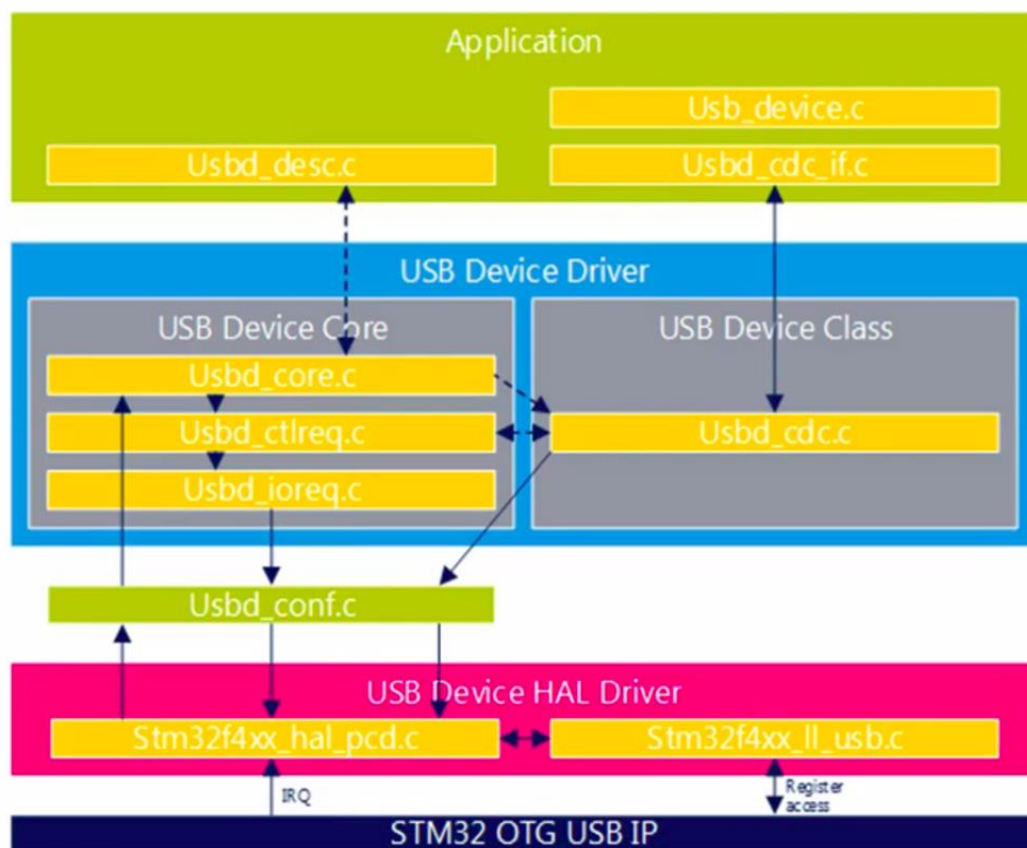 Application
Usb_device.c
Usbd_desc.c
Usbd_cdc_if.c
USB Device Driver
USB Device Core
USB Device Class
Usbd_core.c
Usbd_ctlreq.c
Usbd_cdc.c
Usbd_ioreq.c
Usbd_conf.c
USB Device HAL Driver
Stm32f4xx_hal_pcd.c
Stm32f4xx_ll_usb.c
IRQ
Register
access
STM32 OTG USB IP